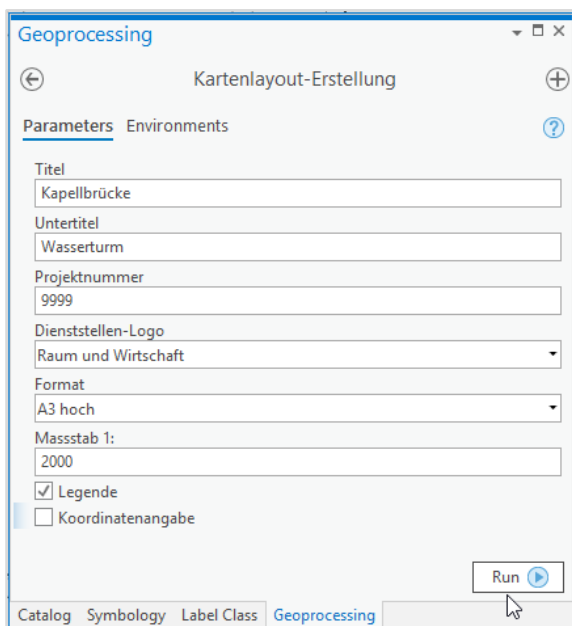 Geoprocessing
Kartenlayout-Erstellung
Parameters Environments
Titel
Kapellbrücke
Untertitel
Wasserturm
Projektnummer
9999
Dienststellen-Logo
Raum und Wirtschaft
Format
A3 hoch
Massstab 1:
2000
Legende
Koordinatenangabe
Run
Catalog Symbology Label Class Geoprocessing